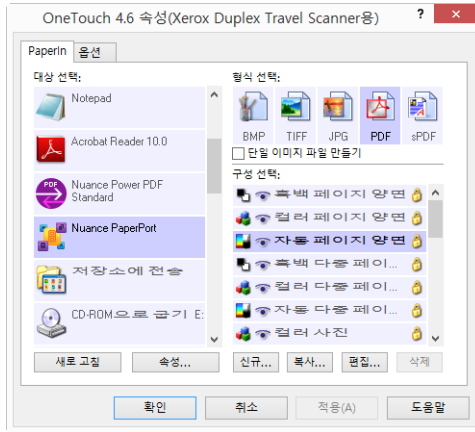 OneTouch 4.6 속성(Xerox Duplex Travel Scanner용)
? ×
PaperIn 옵션
대상 선택:
Notepad
Acrobat Reader 10.0
PDF
Nuance Power PDF
Standard
Nuance PaperPort
저장소에 전송
CD-ROM으로 굽기 E:
새로 고침 속성...
형식 선택:
BMP TIFF JPG PDF sPDF
단일 이미지 파일 만들기
구성 선택:
흑백 페이지 양면
컬러 페이지 양면
자동 페이지 양면
흑백 다중 페이...
컬러 다중 페이...
자동 다중 페이...
컬러 사진
신규... 복사... 편집... 삭제
확인 취소 적용(A) 도움말